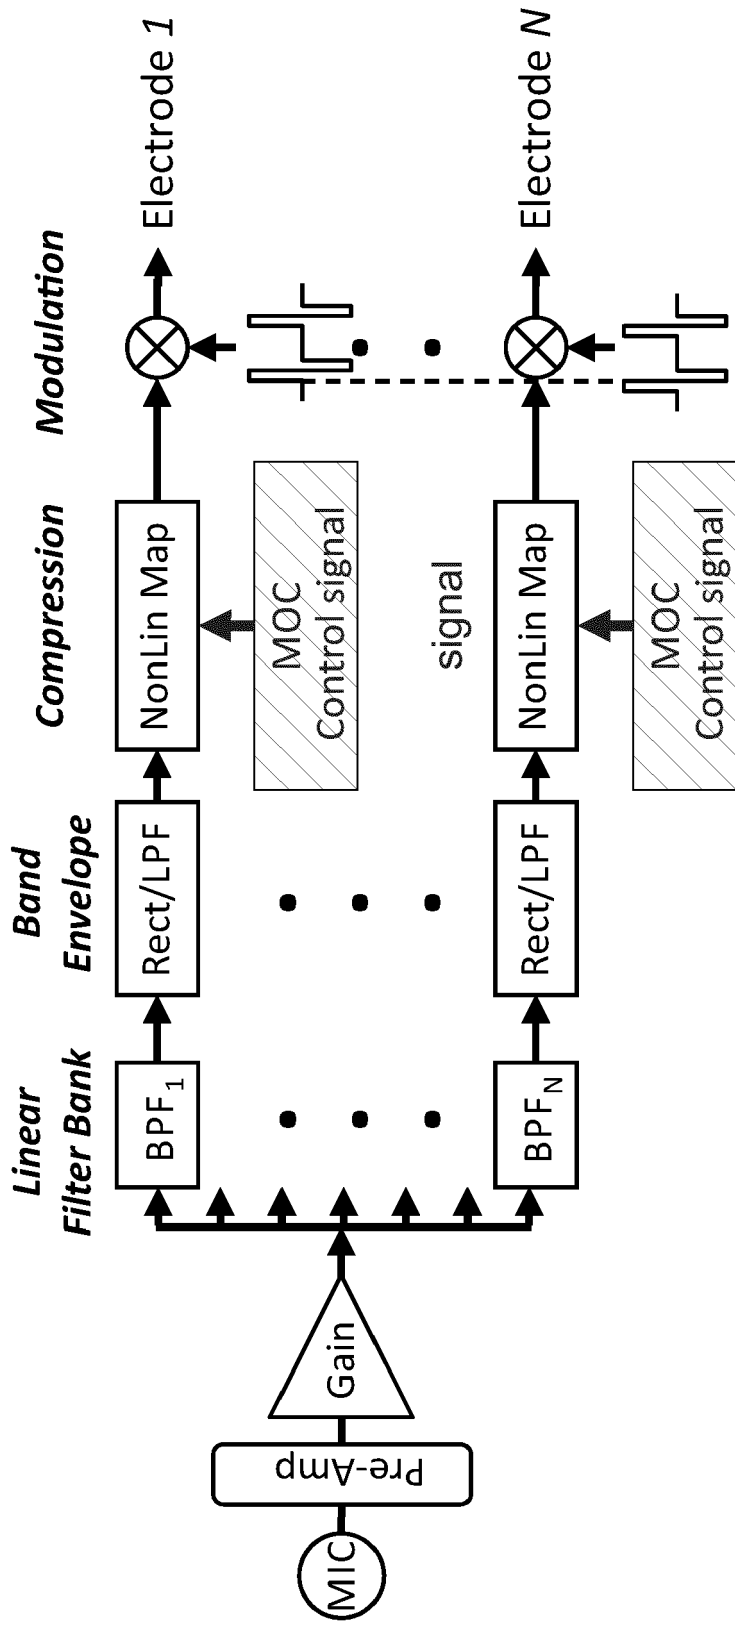 Linear
Filter Bank
Band
Envelope
Compression
Modulation
MIC
Pre-Amp
Gain
BPF1
Rect/LPF
NonLin Map
Electrode 1
MOC
Control signal
signal
BPFN
Rect/LPF
NonLin Map
Electrode N
MOC
Control signal